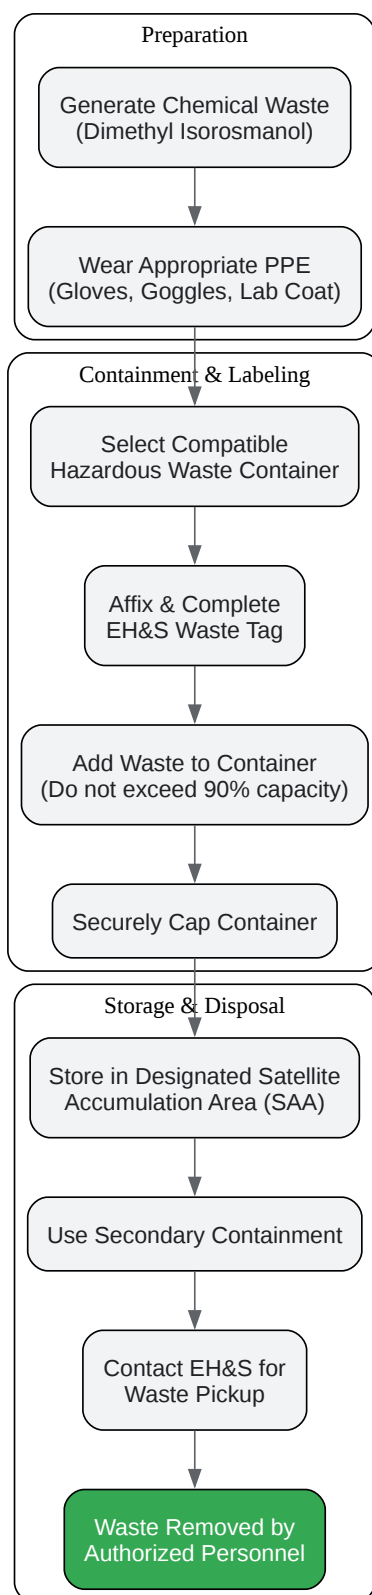 Preparation
Generate Chemical Waste
(Dimethyl Isorosmanol)
Wear Appropriate PPE
(Gloves, Goggles, Lab Coat)
Containment & Labeling
Select Compatible
Hazardous Waste Container
Affix & Complete
EH&S Waste Tag
Add Waste to Container
(Do not exceed 90% capacity)
Securely Cap Container
Storage & Disposal
Store in Designated Satellite
Accumulation Area (SAA)
Use Secondary Containment
Contact EH&S for
Waste Pickup
Waste Removed by
Authorized Personnel